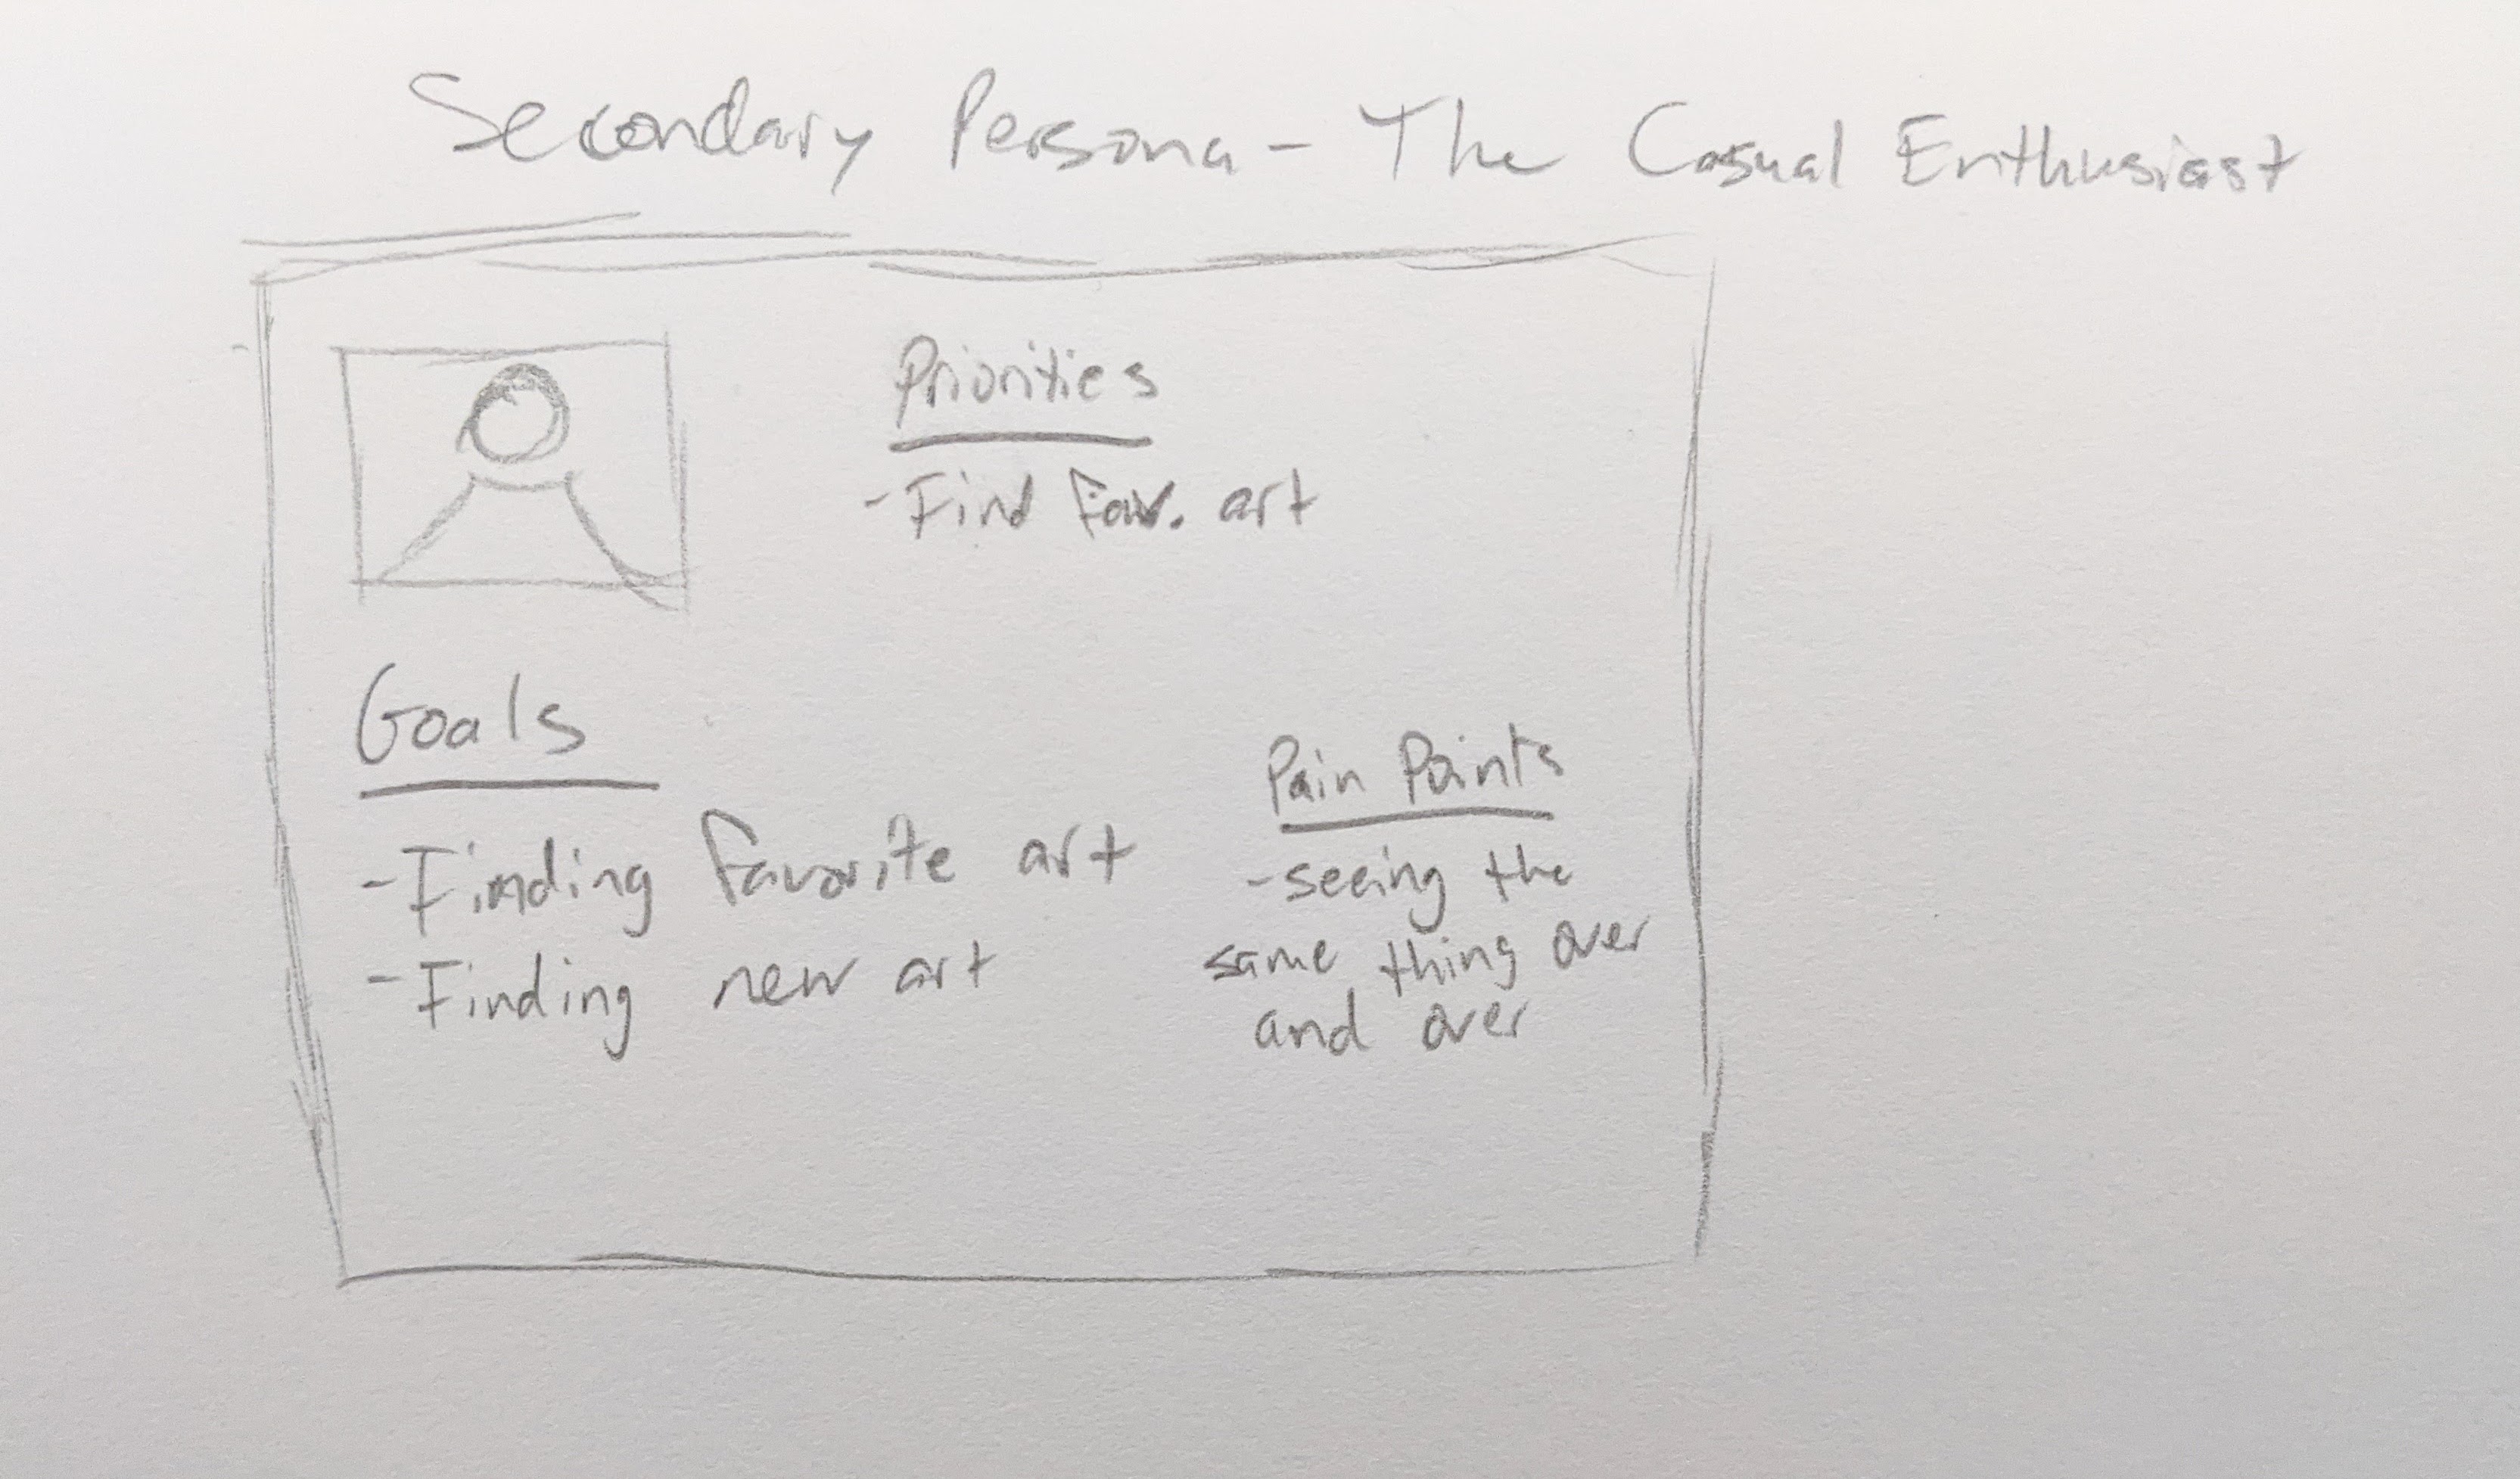 Secondary Persona - The Casual Enthusiast
Priorities
- Find Fav. art
Goals
- Finding favorite art
- Finding new art
Pain Points
- seeing the
same thing over
and over